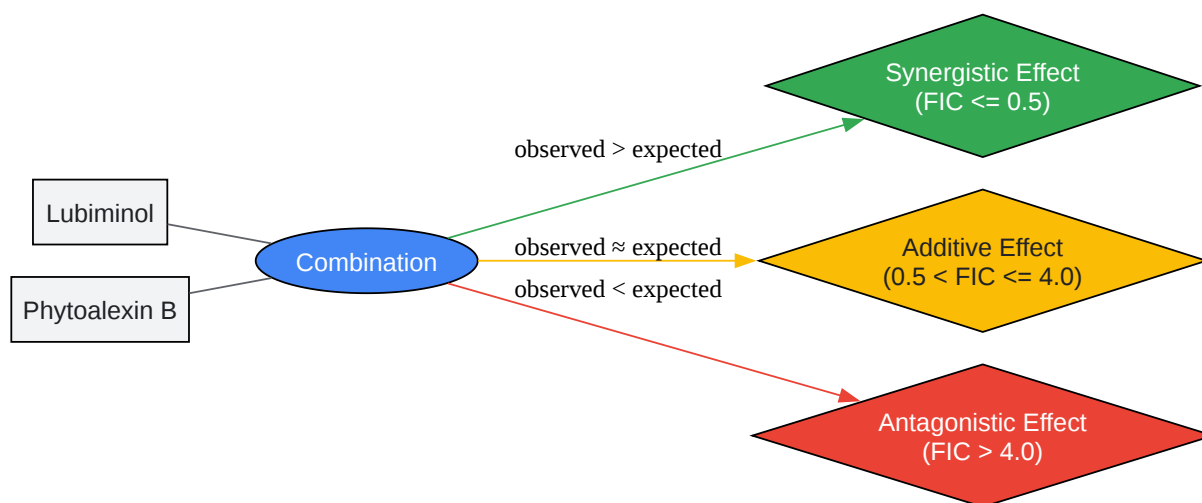 Synergistic Effect
(FIC <= 0.5)
observed > expected
Lubiminol
Combination
observed ≈ expected
Additive Effect
(0.5 < FIC <= 4.0)
observed < expected
Phytoalexin B
Antagonistic Effect
(FIC > 4.0)